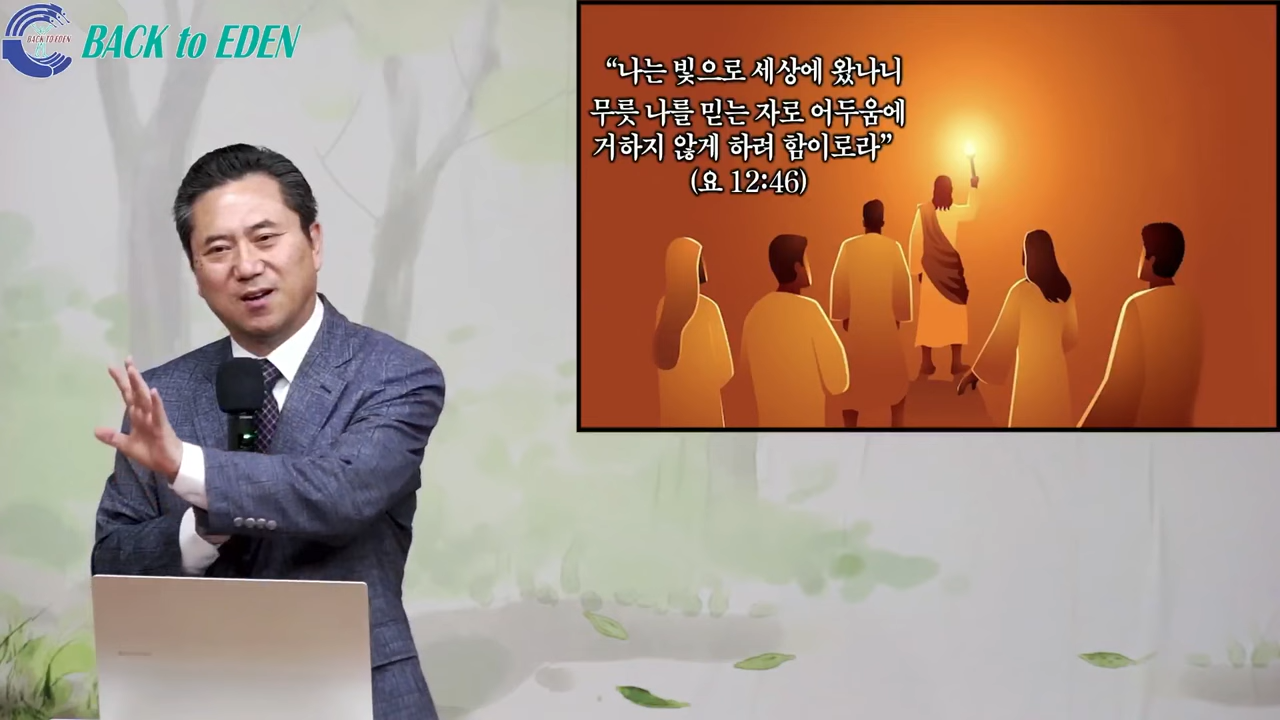 BACK TO EDEN
BACK to EDEN
“나는 빛으로 세상에 왔나니
무릇 나를 믿는 자로 어두움에
거하지 않게 하려 함이로라”
(요 12:46)